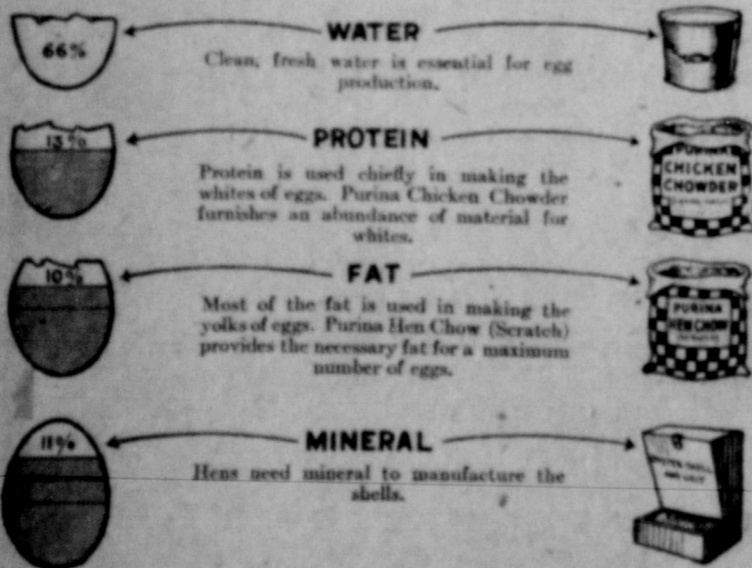 WATER
66%
Clean, fresh water is essential for egg
production.
PROTEIN
13%
Protein is used chiefly in making the
whites of eggs. Purina Chicken Chowder
furnishes an abundance of material for
whites.
PURINA
CHICKEN
CHOWDER
FAT
10%
Most of the fat is used in making the
yolks of eggs. Purina Hen Chow (Scratch)
provides the necessary fat for a maximum
number of eggs.
PURINA
HEN CHOW
MINERAL
11%
Hens need mineral to manufacture the
shells.
SHELL